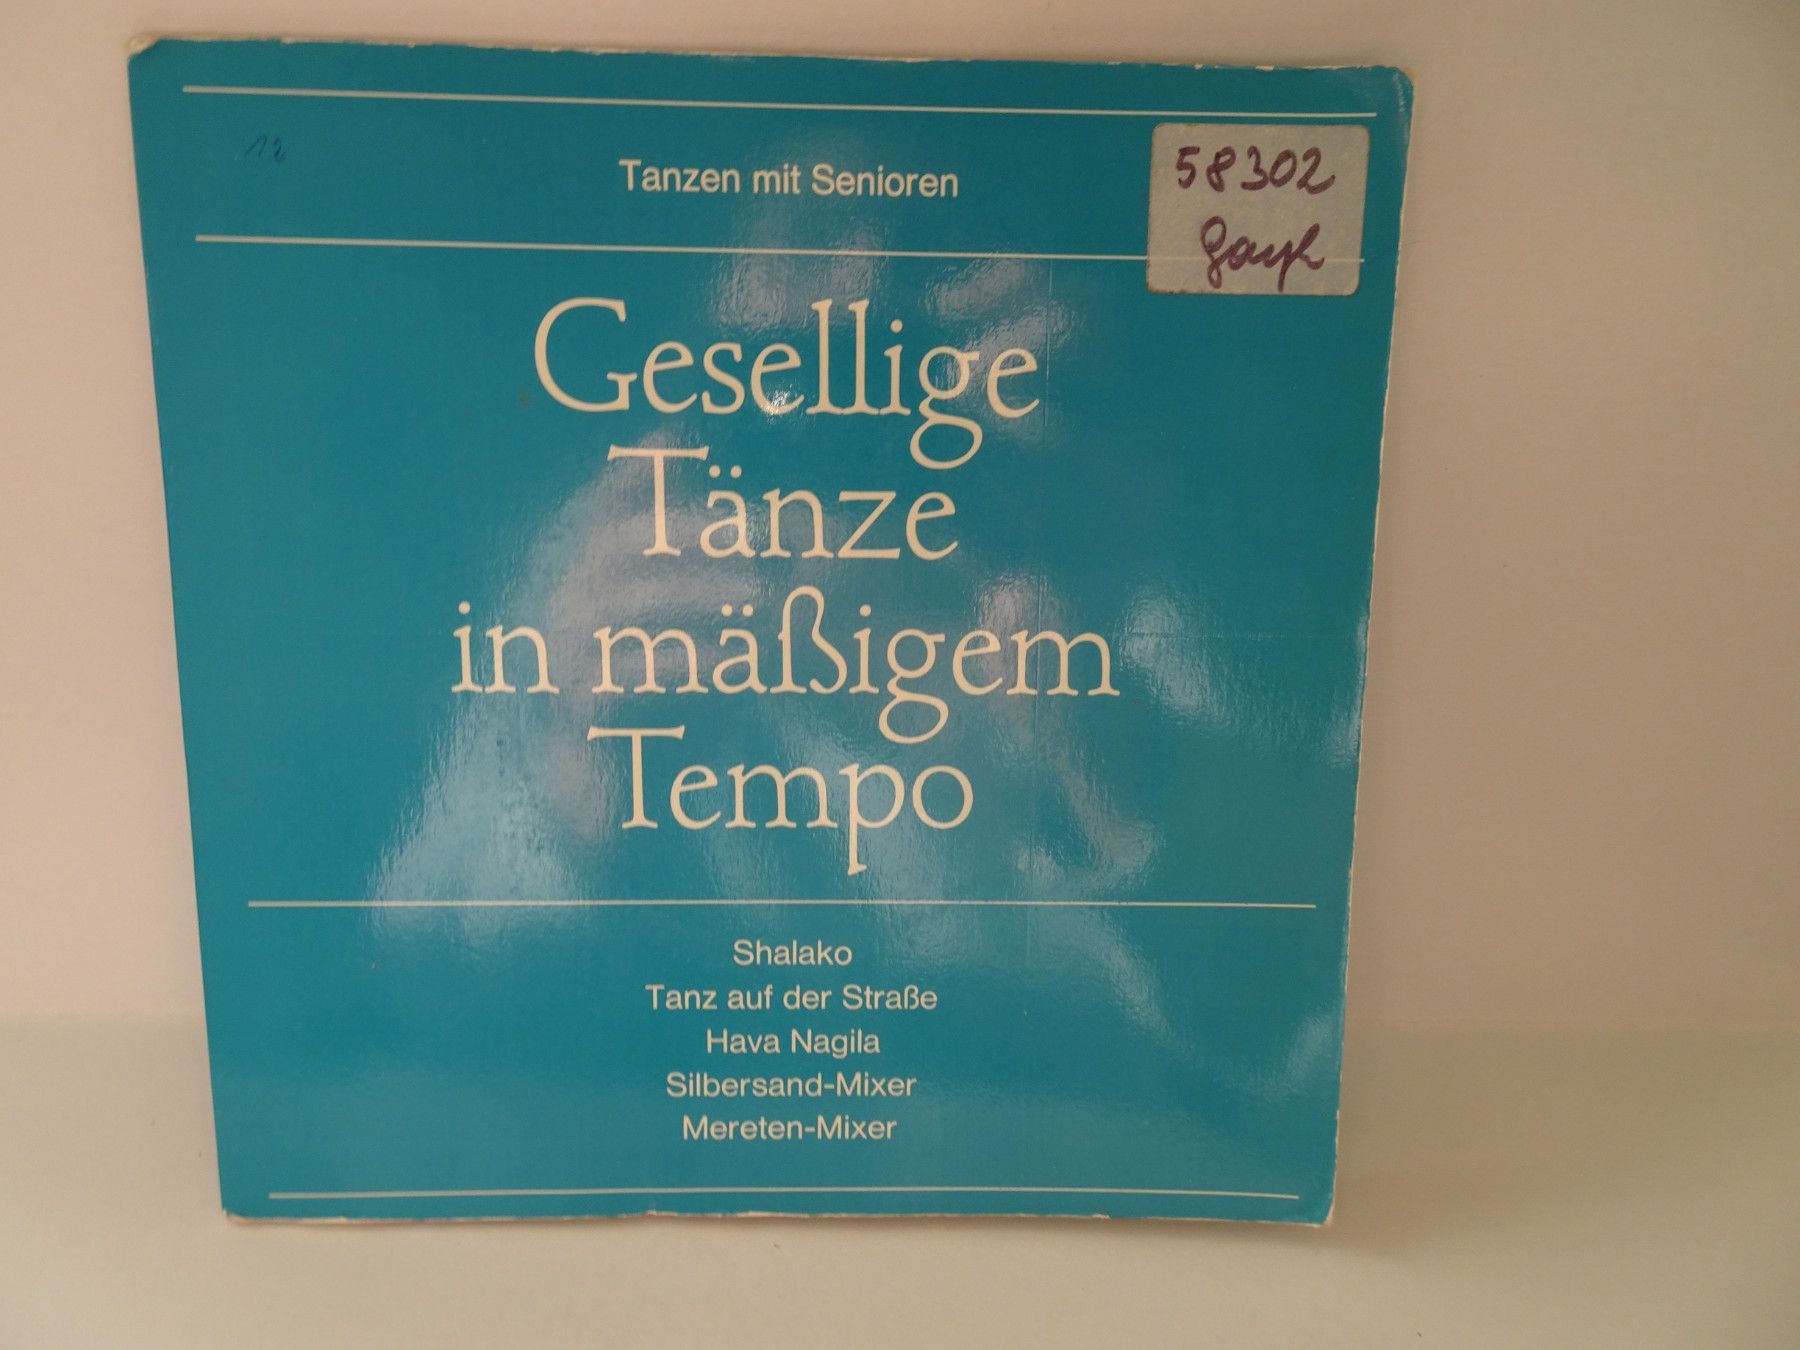 12
Tanzen mit Senioren
58302
Gesellige
Tänze
in mäßigem
Tempo
Shalako
Tanz auf der Straße
Hava Nagila
Silbersand-Mixer
Mereten-Mixer